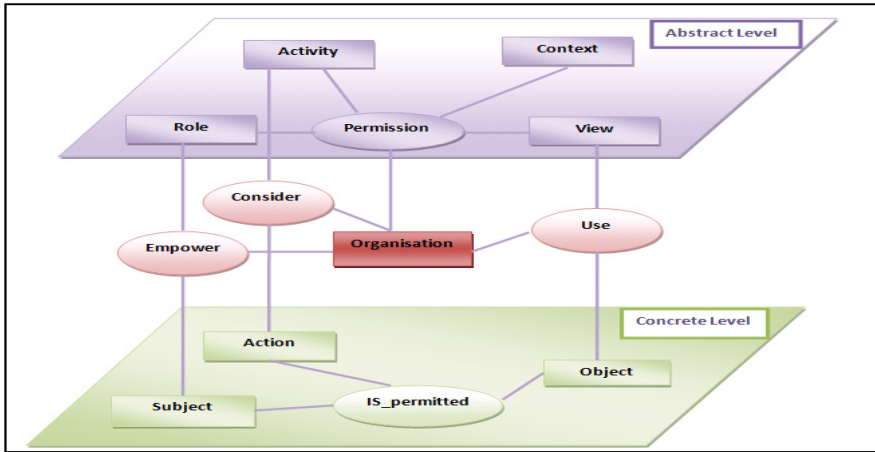 Abstract Level
Activity
Context
Role
Permission
View
Consider
Use
Empower
Organisation
Concrete Level
Action
Object
Subject
IS_permitted